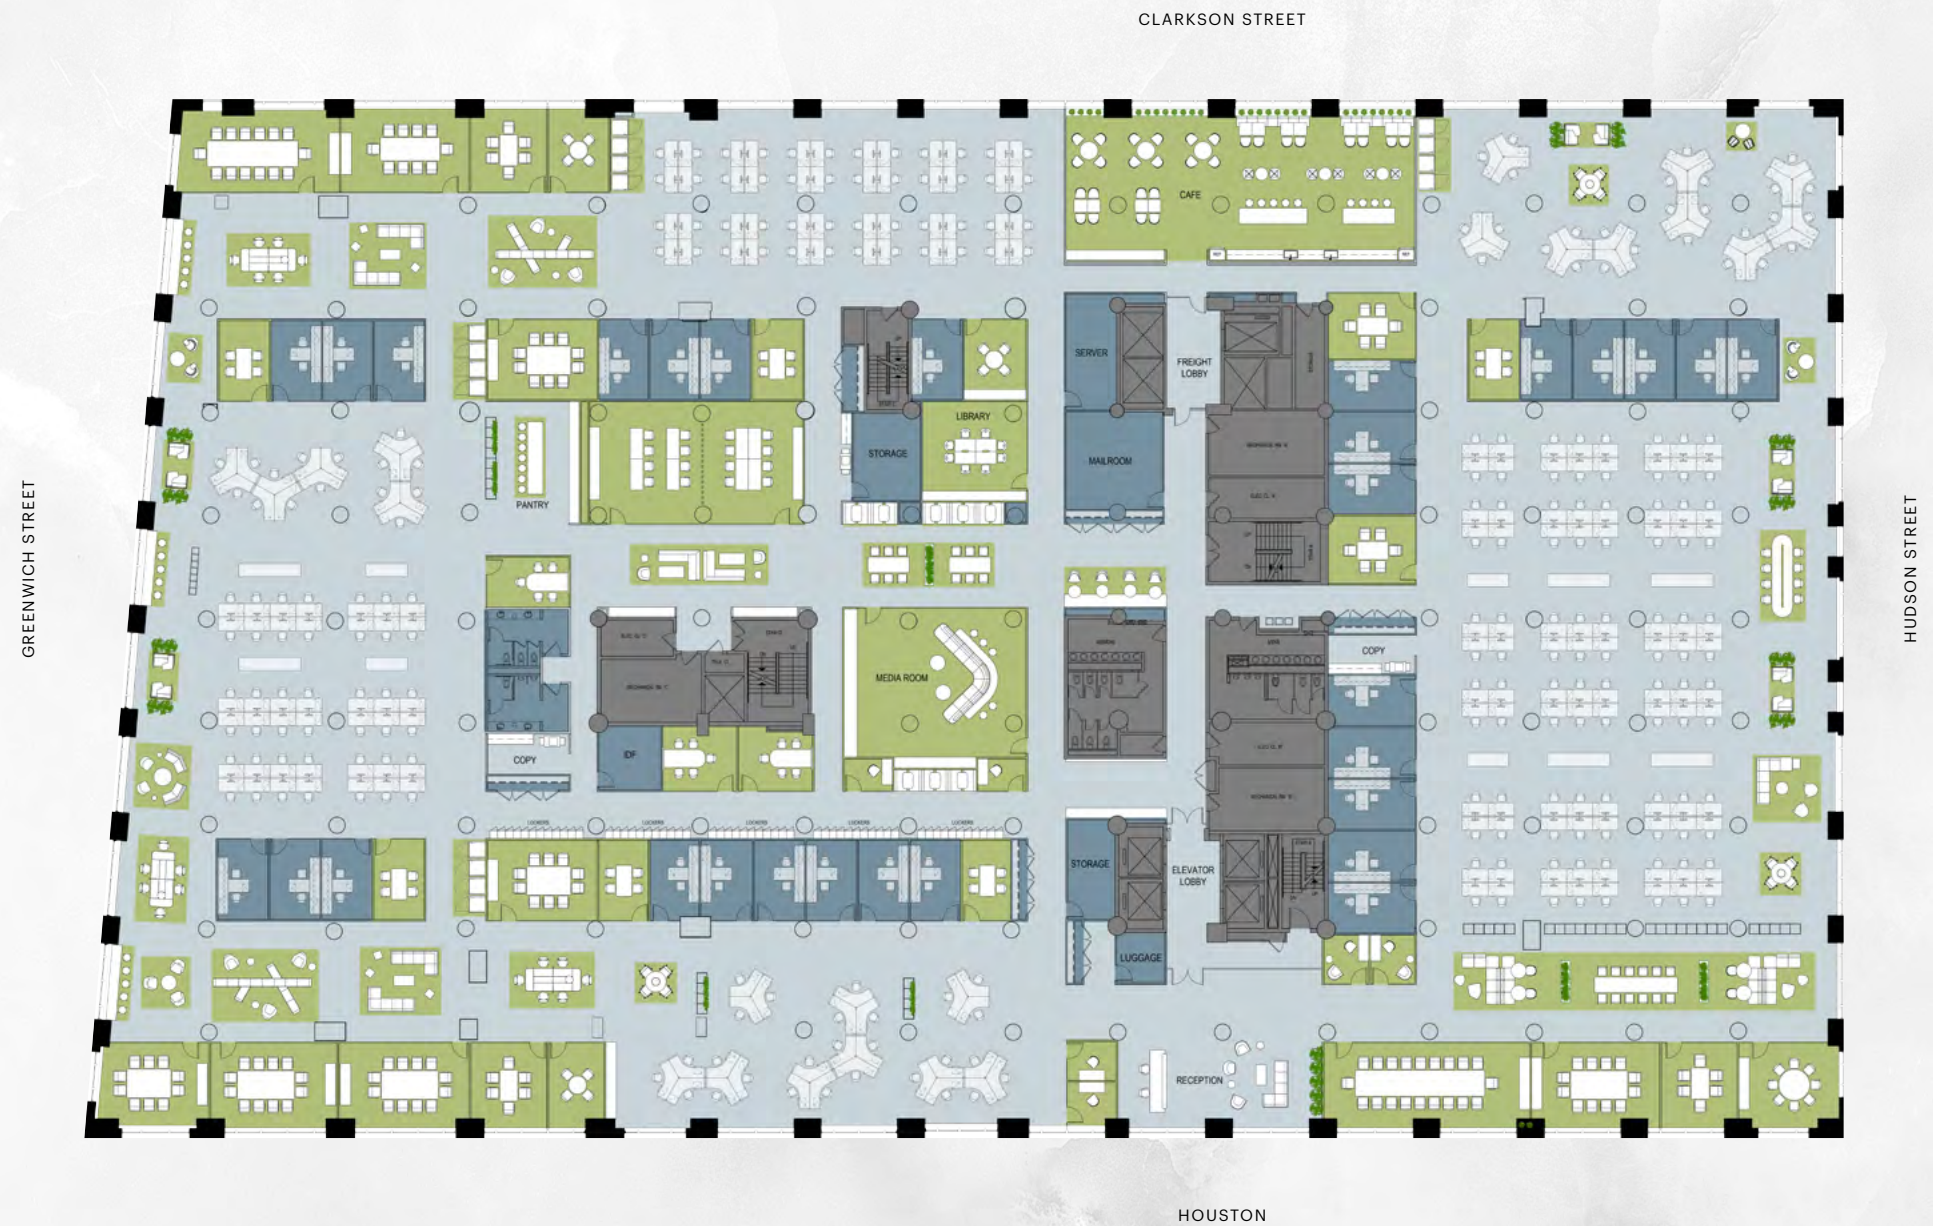 CLARKSON STREET
CAFE
SERVER
FREIGHT
LOBBY
LIBRARY
STORAGE
MAILROOM
PANTRY
GREENWICH STREET
HUDSON STREET
COPY
MEDIA ROOM
IDF
COPY
LOCKERS
LOCKERS
LOCKERS
LOCKERS
LOCKERS
STORAGE
ELEVATOR
LOBBY
LUGGAGE
RECEPTION
HOUSTON